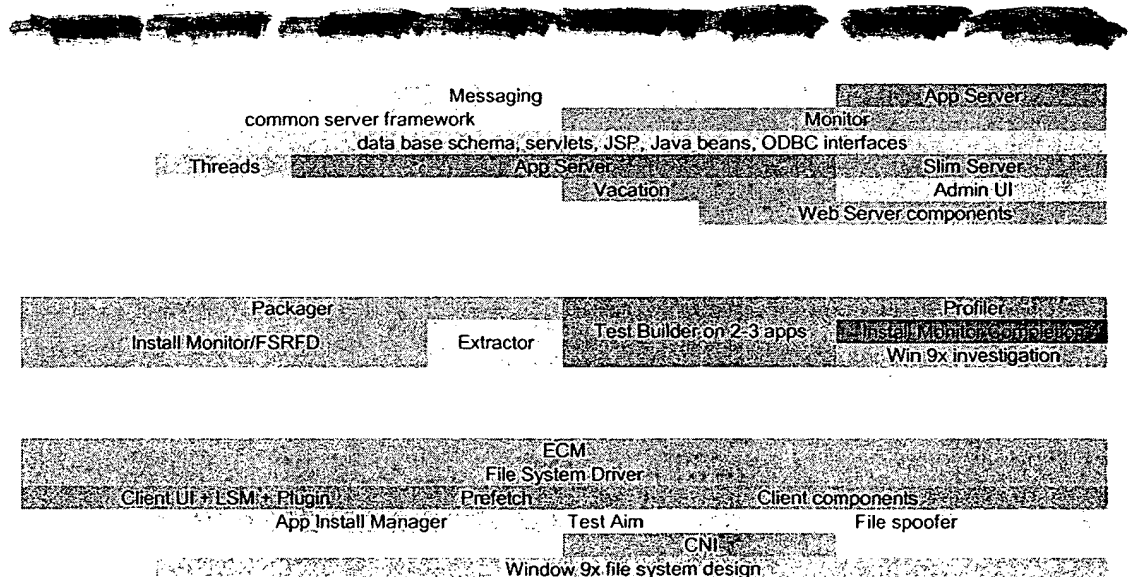 Messaging App Server
common server framework Monitor
data base schema, servlets, JSP, Java beans, ODBC interfaces
Threads App Server Slim Server
Vacation Admin UI
Web Server components
Packager Profiler
Install Monitor/FSRFD Extractor Test Builder on 2-3 apps Install Monitor completion
Win 9x investigation
ECM
File System Driver
Client UI + LSM + Plugin Prefetch Client components
App Install Manager Test Aim File spoofer
CNI
Window 9x file system design